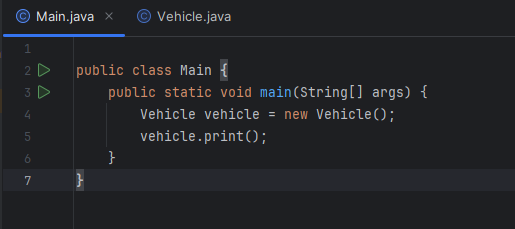 Main.java × Vehicle.java
1
2 public class Main {
3     public static void main(String[] args) {
4         Vehicle vehicle = new Vehicle();
5         vehicle.print();
6     }
7 }